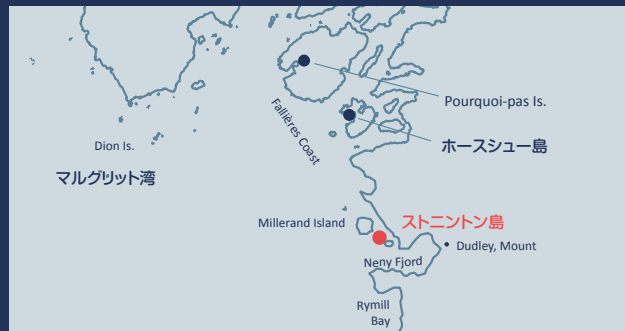 Pourquoi-pas Is.
Fallières Coast
ホースシュー島
Dion Is.
マルグリット湾
Millerand Island
ストニントン島
Dudley, Mount
Neny Fjord
Rymill
Bay